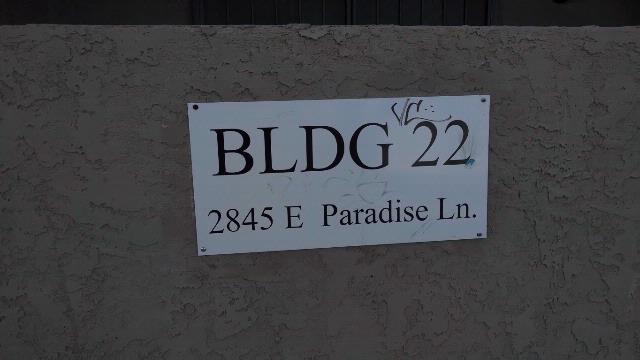 BLDG 22
2845 E Paradise Ln.